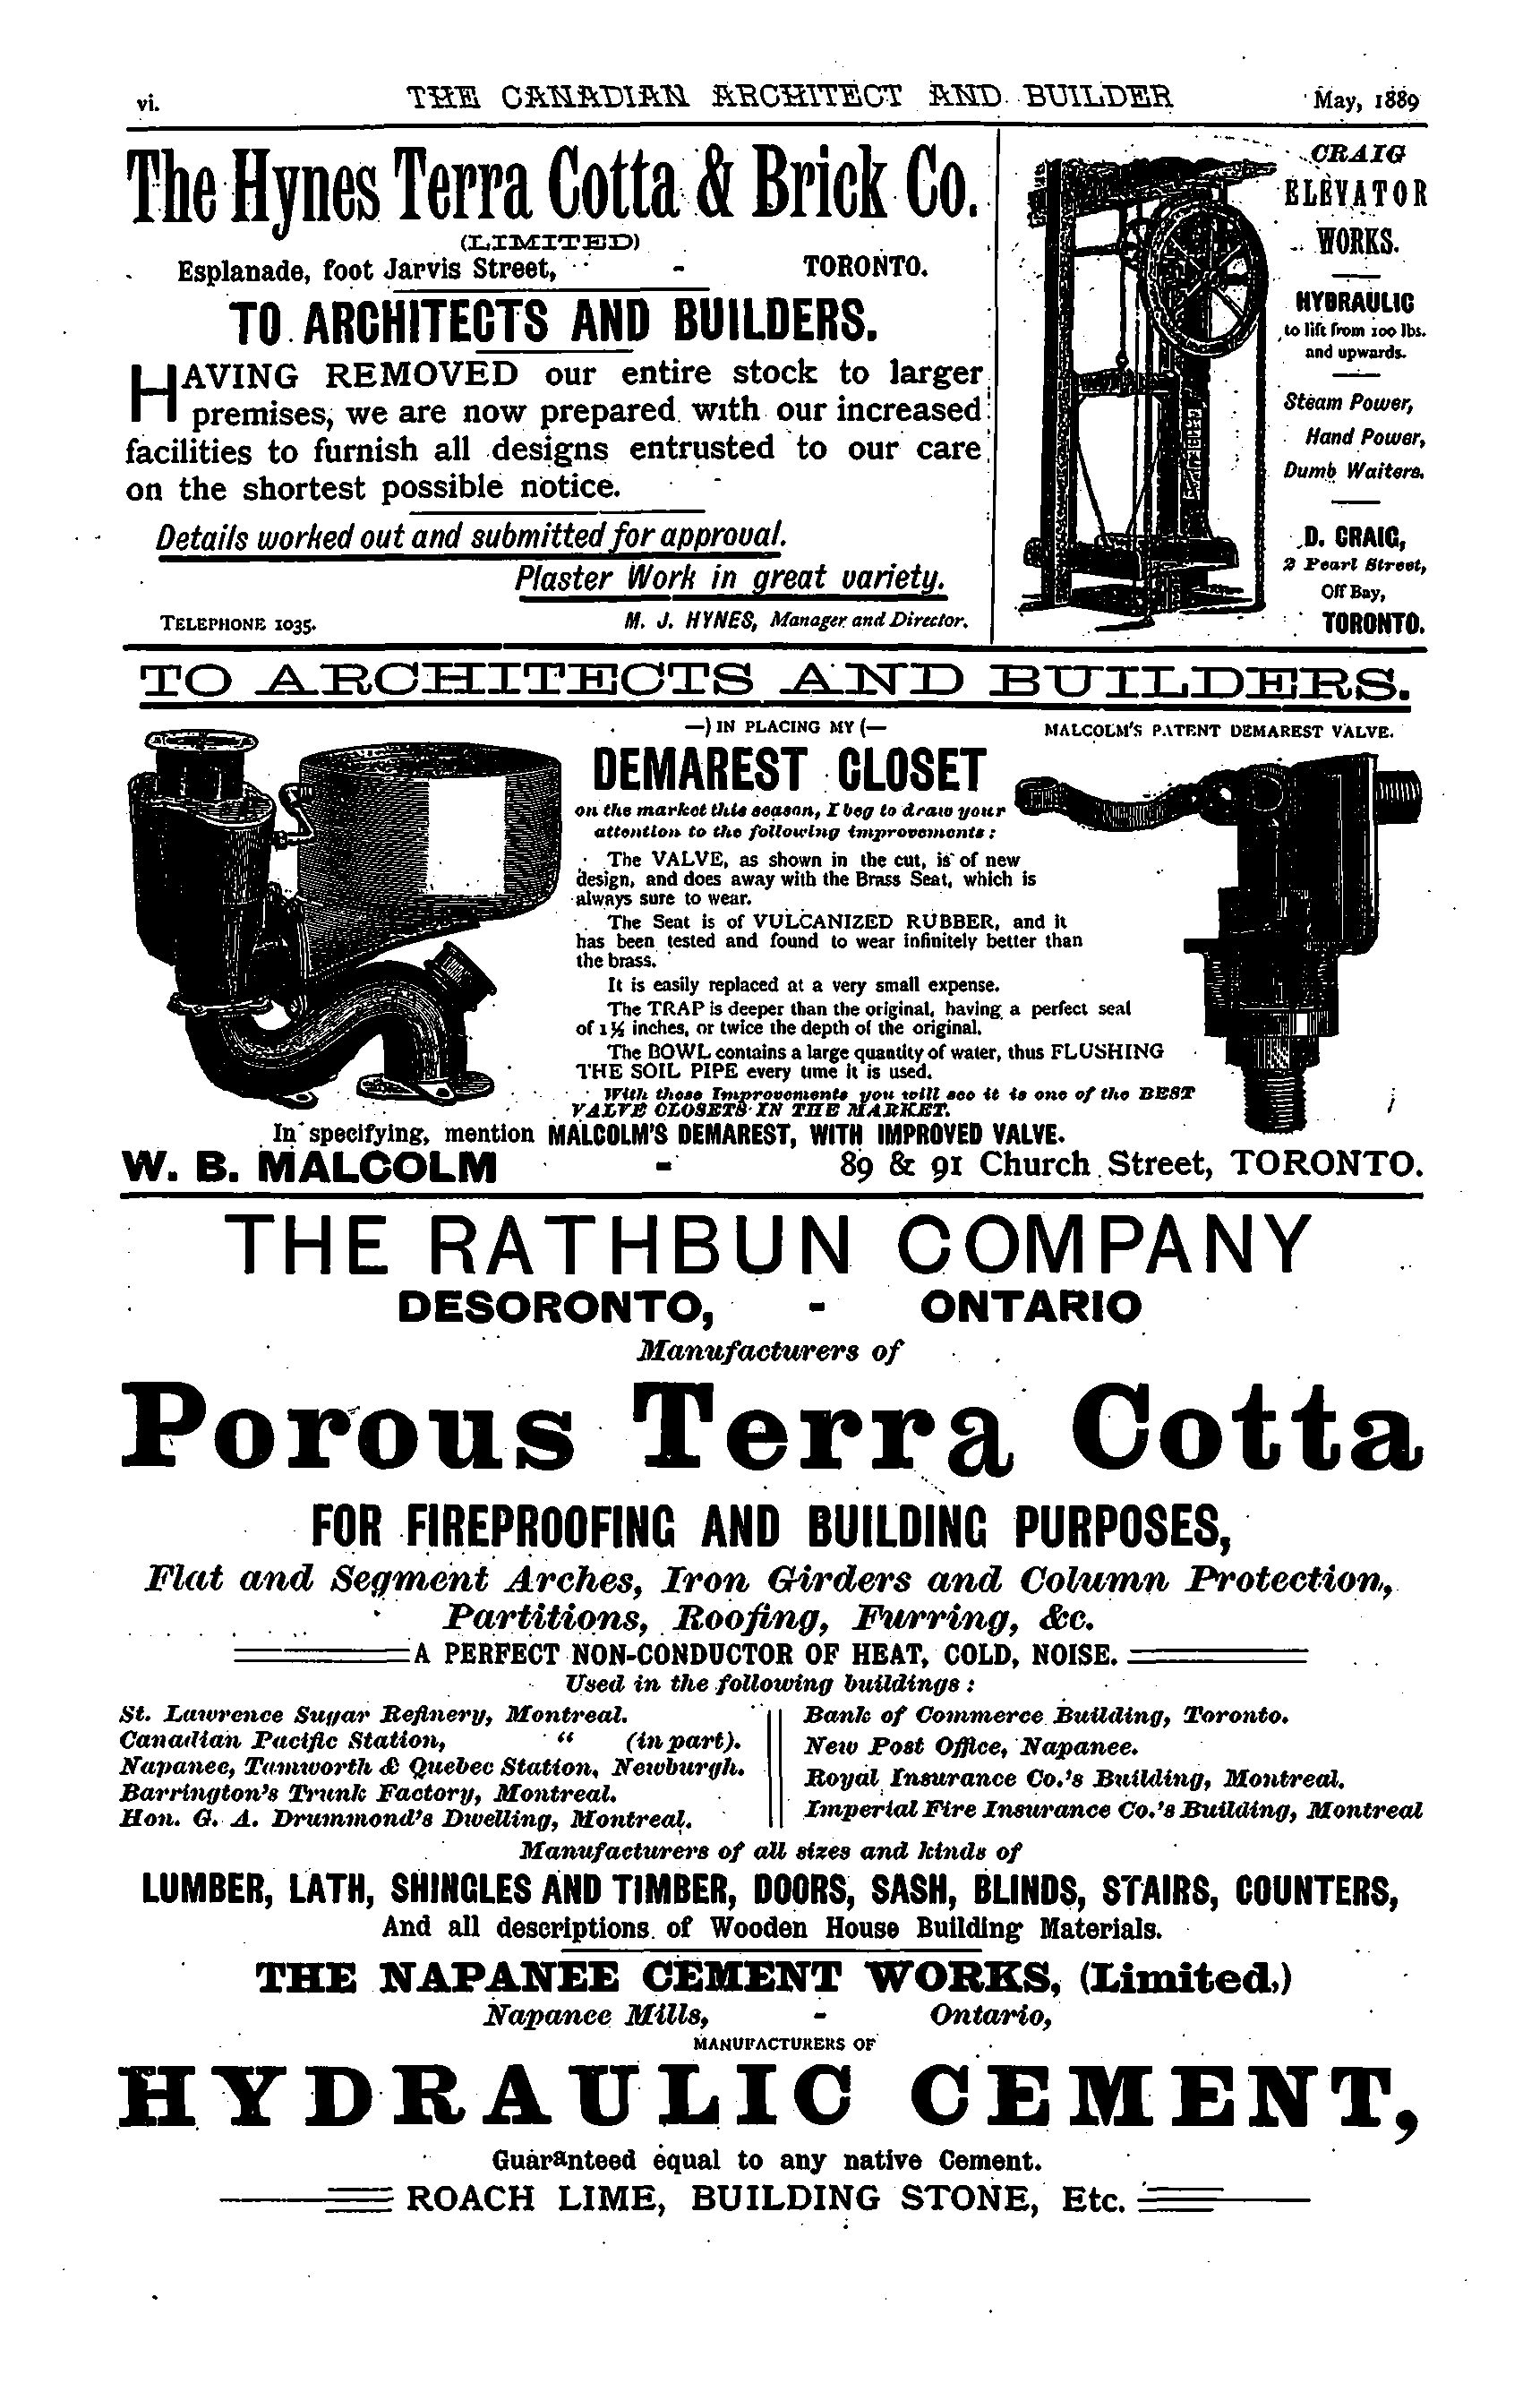 vi.
THE CANADIAN ARCHITECT AND BUILDER
May, 1889
The Hynes Terra Cotta & Brick Co.
(LIMITED)
Esplanade, foot Jarvis Street, - TORONTO.
TO ARCHITECTS AND BUILDERS.
HAVING REMOVED our entire stock to larger
premises, we are now prepared with our increased
facilities to furnish all designs entrusted to our care
on the shortest possible notice.
Details worked out and submitted for approval.
Plaster Work in great variety.
TELEPHONE 1035.
M. J. HYNES, Manager and Director.
CRAIG
ELEVATOR
WORKS.
HYDRAULIC
to lift from 100 lbs.
and upwards.
Steam Power,
Hand Power,
Dumb Waiters.
D. CRAIG,
2 Pearl Street,
Off Bay,
TORONTO.
TO ARCHITECTS AND BUILDERS.
—) IN PLACING MY (—
DEMAREST CLOSET
on the market this season, I beg to draw your
attention to the following improvements:
The VALVE, as shown in the cut, is of new
design, and does away with the Brass Seat, which is
always sure to wear.
The Seat is of VULCANIZED RUBBER, and it
has been tested and found to wear infinitely better than
the brass.
It is easily replaced at a very small expense.
The TRAP is deeper than the original, having a perfect seal
of 1½ inches, or twice the depth of the original.
The BOWL contains a large quantity of water, thus FLUSHING
THE SOIL PIPE every time it is used.
With these Improvements you will see it is one of the BEST
VALVE CLOSETS IN THE MARKET.
MALCOLM'S PATENT DEMAREST VALVE.
In specifying, mention MALCOLM'S DEMAREST, WITH IMPROVED VALVE.
W. B. MALCOLM - 89 & 91 Church Street, TORONTO.
THE RATHBUN COMPANY
DESORONTO, - ONTARIO
Manufacturers of
Porous Terra Cotta
FOR FIREPROOFING AND BUILDING PURPOSES,
Flat and Segment Arches, Iron Girders and Column Protection,
Partitions, Roofing, Furring, &c.
A PERFECT NON-CONDUCTOR OF HEAT, COLD, NOISE.
Used in the following buildings:
St. Lawrence Sugar Refinery, Montreal.
Canadian Pacific Station, " (in part).
Napanee, Tamworth & Quebec Station, Newburgh.
Barrington's Trunk Factory, Montreal.
Hon. G. A. Drummond's Dwelling, Montreal.
Bank of Commerce Building, Toronto.
New Post Office, Napanee.
Royal Insurance Co.'s Building, Montreal.
Imperial Fire Insurance Co.'s Building, Montreal
Manufacturers of all sizes and kinds of
LUMBER, LATH, SHINGLES AND TIMBER, DOORS, SASH, BLINDS, STAIRS, COUNTERS,
And all descriptions of Wooden House Building Materials.
THE NAPANEE CEMENT WORKS, (Limited,)
Napanee Mills, - Ontario,
MANUFACTURERS OF
HYDRAULIC CEMENT,
Guaranteed equal to any native Cement.
ROACH LIME, BUILDING STONE, Etc.